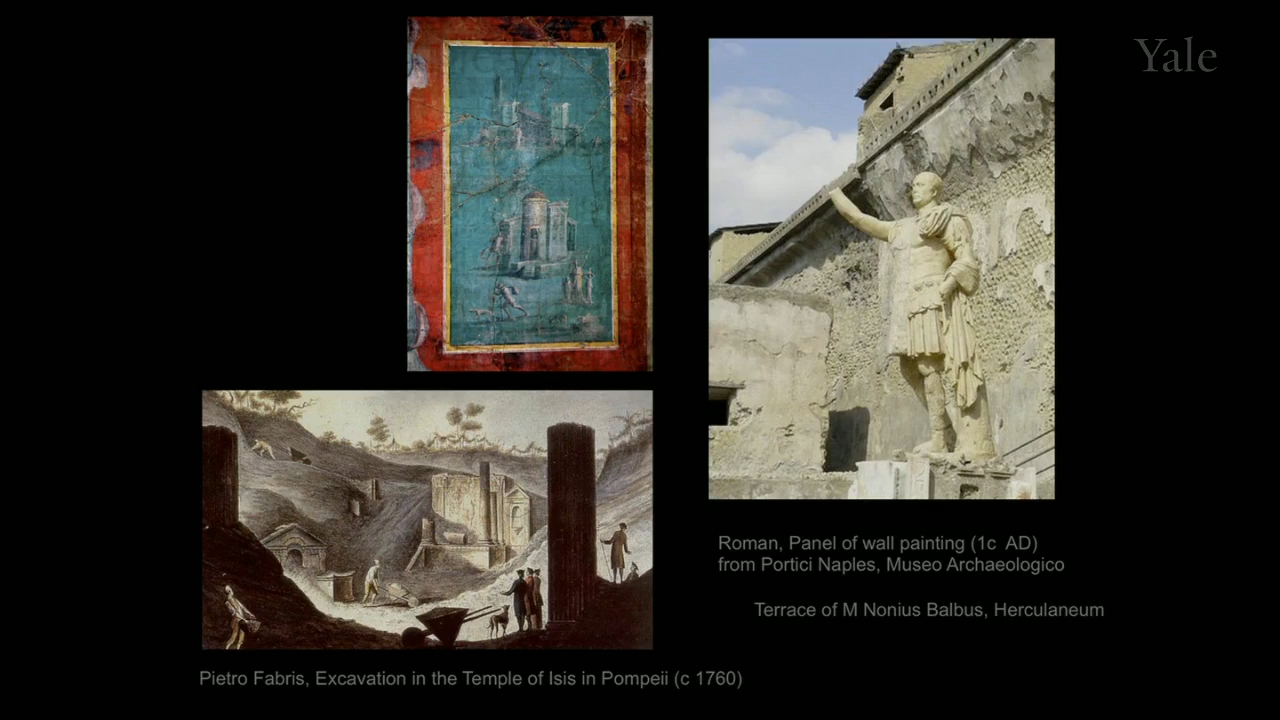 Yale
Roman, Panel of wall painting (1c AD)
from Portici Naples, Museo Archaeologico
Terrace of M Nonius Balbus, Herculaneum
Pietro Fabris, Excavation in the Temple of Isis in Pompeii (c 1760)